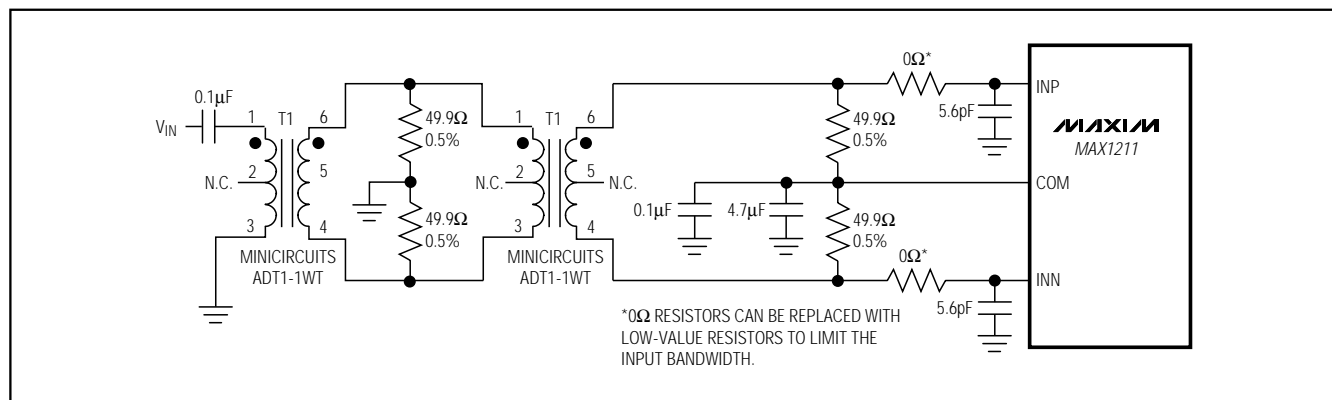 0.1μF
V_IN
1
T1
6
2
N.C.
5
3
4
MINICIRCUITS
ADT1-1WT
49.9Ω
0.5%
49.9Ω
0.5%
1
T1
6
N.C.
2
5
N.C.
3
4
MINICIRCUITS
ADT1-1WT
0.1μF
4.7μF
49.9Ω
0.5%
49.9Ω
0.5%
0Ω*
5.6pF
0Ω*
5.6pF
*0Ω RESISTORS CAN BE REPLACED WITH
LOW-VALUE RESISTORS TO LIMIT THE
INPUT BANDWIDTH.
INP
MAXIM
MAX1211
COM
INN